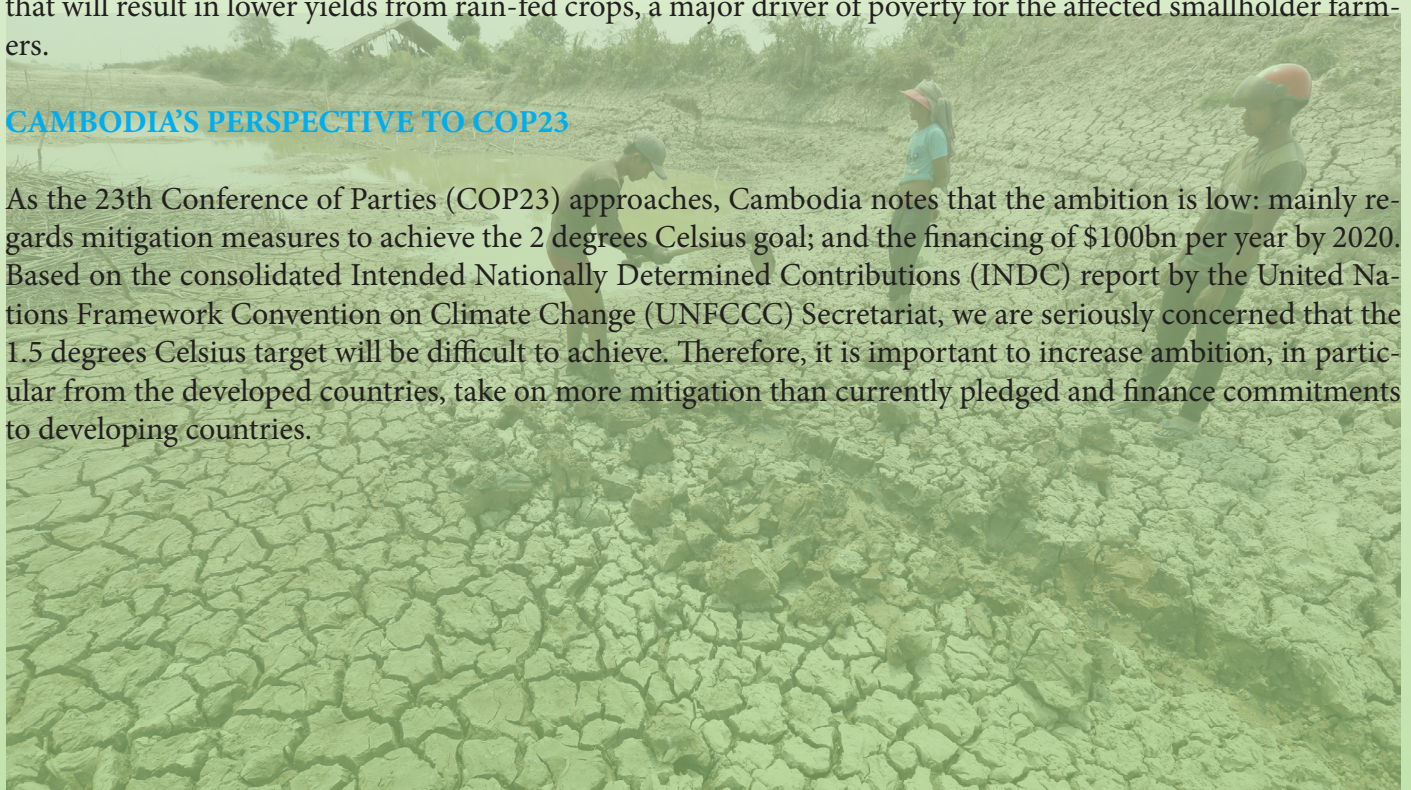 that will result in lower yields from rain-fed crops, a major driver of poverty for the affected smallholder farm-
ers.
CAMBODIA’S PERSPECTIVE TO COP23
As the 23th Conference of Parties (COP23) approaches, Cambodia notes that the ambition is low: mainly re-
gards mitigation measures to achieve the 2 degrees Celsius goal; and the financing of $100bn per year by 2020.
Based on the consolidated Intended Nationally Determined Contributions (INDC) report by the United Na-
tions Framework Convention on Climate Change (UNFCCC) Secretariat, we are seriously concerned that the
1.5 degrees Celsius target will be difficult to achieve. Therefore, it is important to increase ambition, in partic-
ular from the developed countries, take on more mitigation than currently pledged and finance commitments
to developing countries.